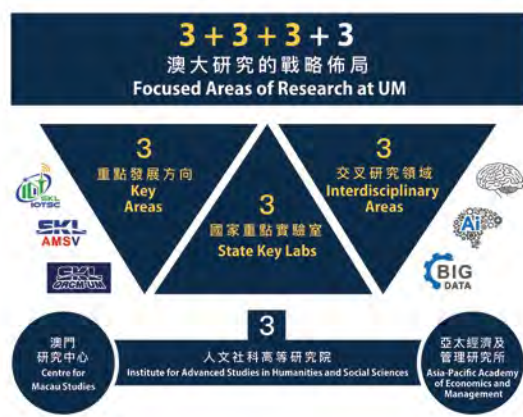 3 + 3 + 3 + 3
澳大研究的戰略佈局
Focused Areas of Research at UM
3
重點發展方向
Key
Areas
3
國家重點實驗室
State Key Labs
3
交叉研究領域
Interdisciplinary
Areas
SKL
IOTSC
SKL
AMSV
SKL
QRCM UM
AI
BIG
DATA
澳門
研究中心
Centre for
Macau Studies
3
人文社科高等研究院
Institute for Advanced Studies in Humanities and Social Sciences
亞太經濟及
管理研究所
Asia-Pacific Academy
of Economics and
Management